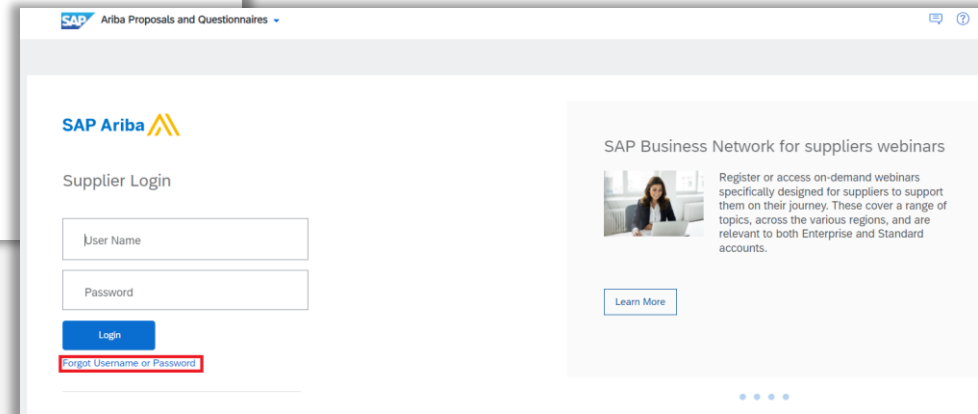 SAP Ariba Proposals and Questionnaires
SAP Ariba
Supplier Login
User Name
Password
Login
Forgot Username or Password
SAP Business Network for suppliers webinars
Register or access on-demand webinars
specifically designed for suppliers to support
them on their journey. These cover a range of
topics, across the various regions, and are
relevant to both Enterprise and Standard
accounts.
Learn More